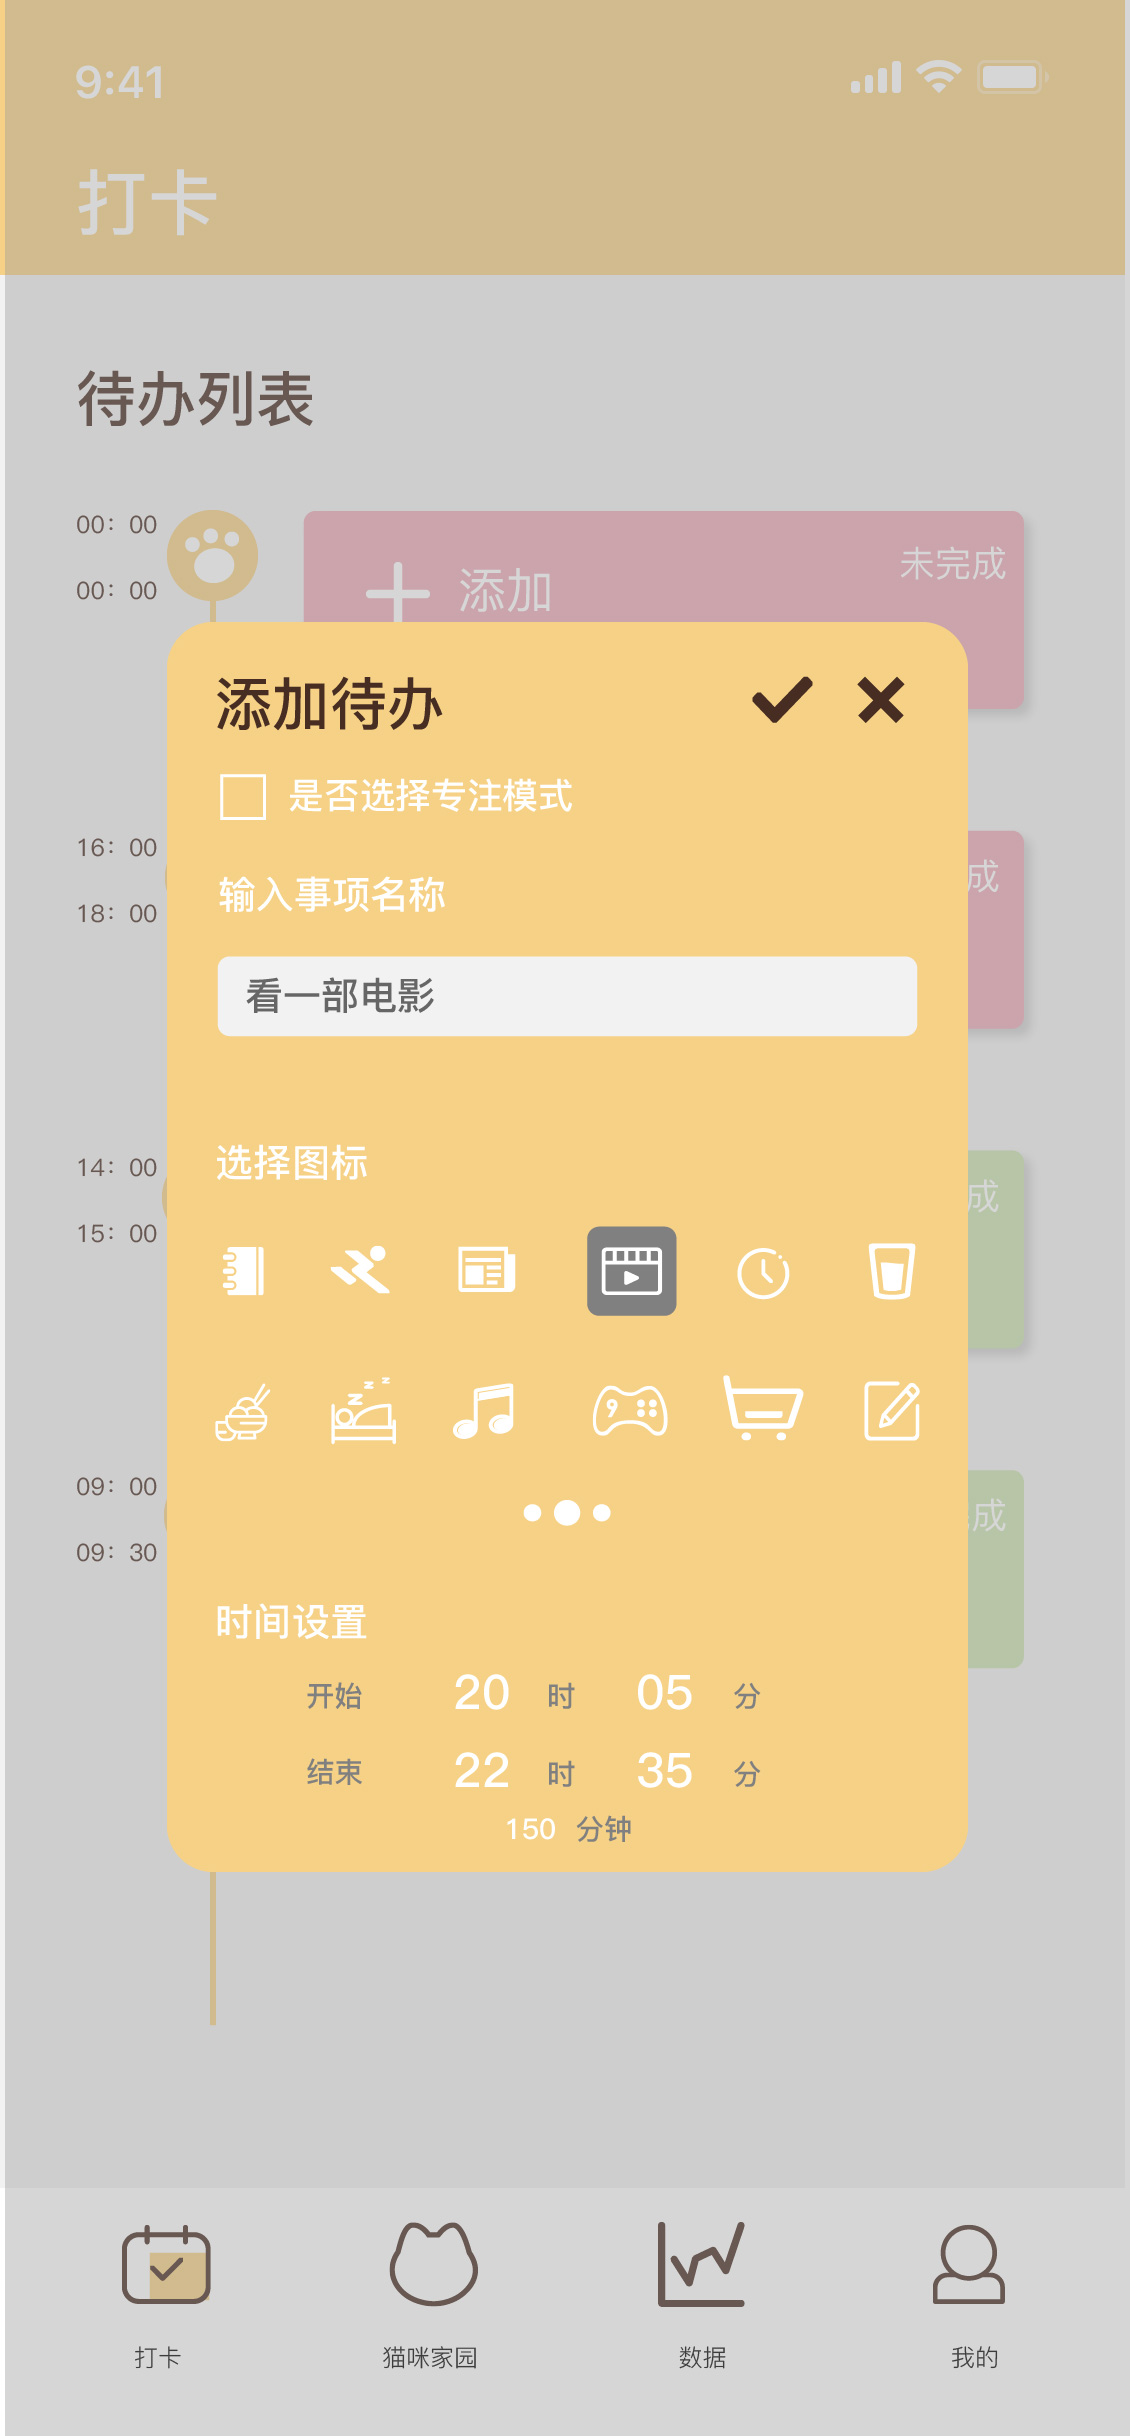 9:41
打卡
待办列表
00：00
00：00
添加
未完成
添加待办
是否选择专注模式
16：00
成
输入事项名称
18：00
看一部电影
选择图标
14：00
成
15：00
09：00
成
09：30
时间设置
开始 20 时 05 分
结束 22 时 35 分
150 分钟
打卡 猫咪家园 数据 我的